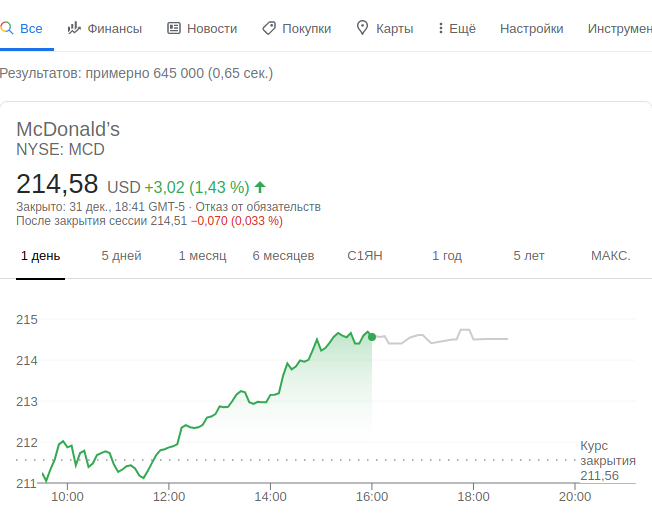 Все Финансы Новости Покупки Карты Ещё Настройки Инструмен
Результатов: примерно 645 000 (0,65 сек.)
McDonald's
NYSE: MCD
214,58 USD +3,02 (1,43 %)
Закрыто: 31 дек., 18:41 GMT-5 · Отказ от обязательств
После закрытия сессии 214,51 −0,070 (0,033 %)
1 день 5 дней 1 месяц 6 месяцев С1ЯН 1 год 5 лет МАКС.
215
214
213
212
Курс
закрытия
211,56
211
10:00 12:00 14:00 16:00 18:00 20:00